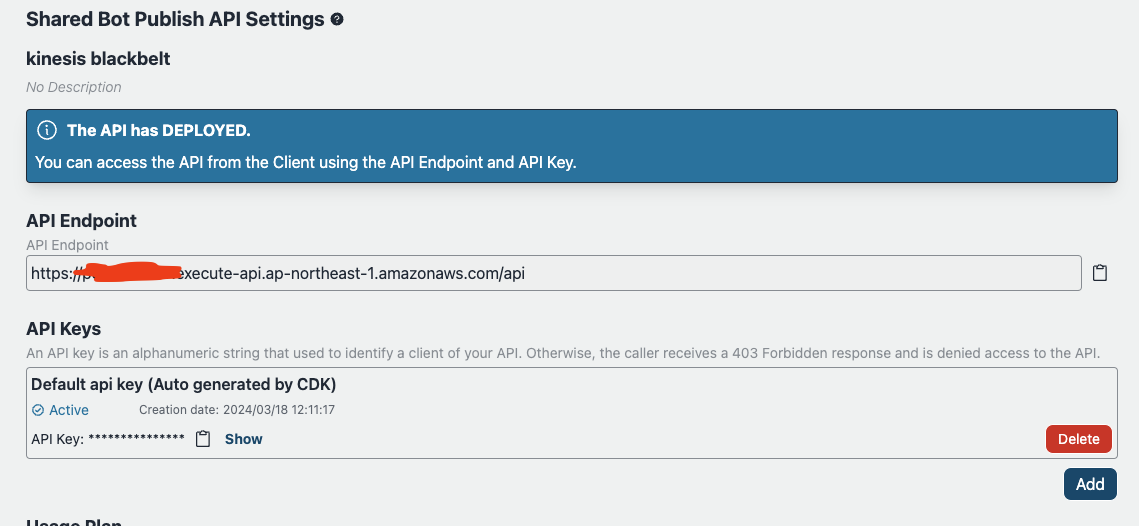 Shared Bot Publish API Settings ?
kinesis blackbelt
No Description
The API has DEPLOYED.
You can access the API from the Client using the API Endpoint and API Key.
API Endpoint
API Endpoint
https:// execute-api.ap-northeast-1.amazonaws.com/api
API Keys
An API key is an alphanumeric string that used to identify a client of your API. Otherwise, the caller receives a 403 Forbidden response and is denied access to the API.
Default api key (Auto generated by CDK)
Active Creation date: 2024/03/18 12:11:17
API Key: *************** Show
Delete
Add
Usage Plan